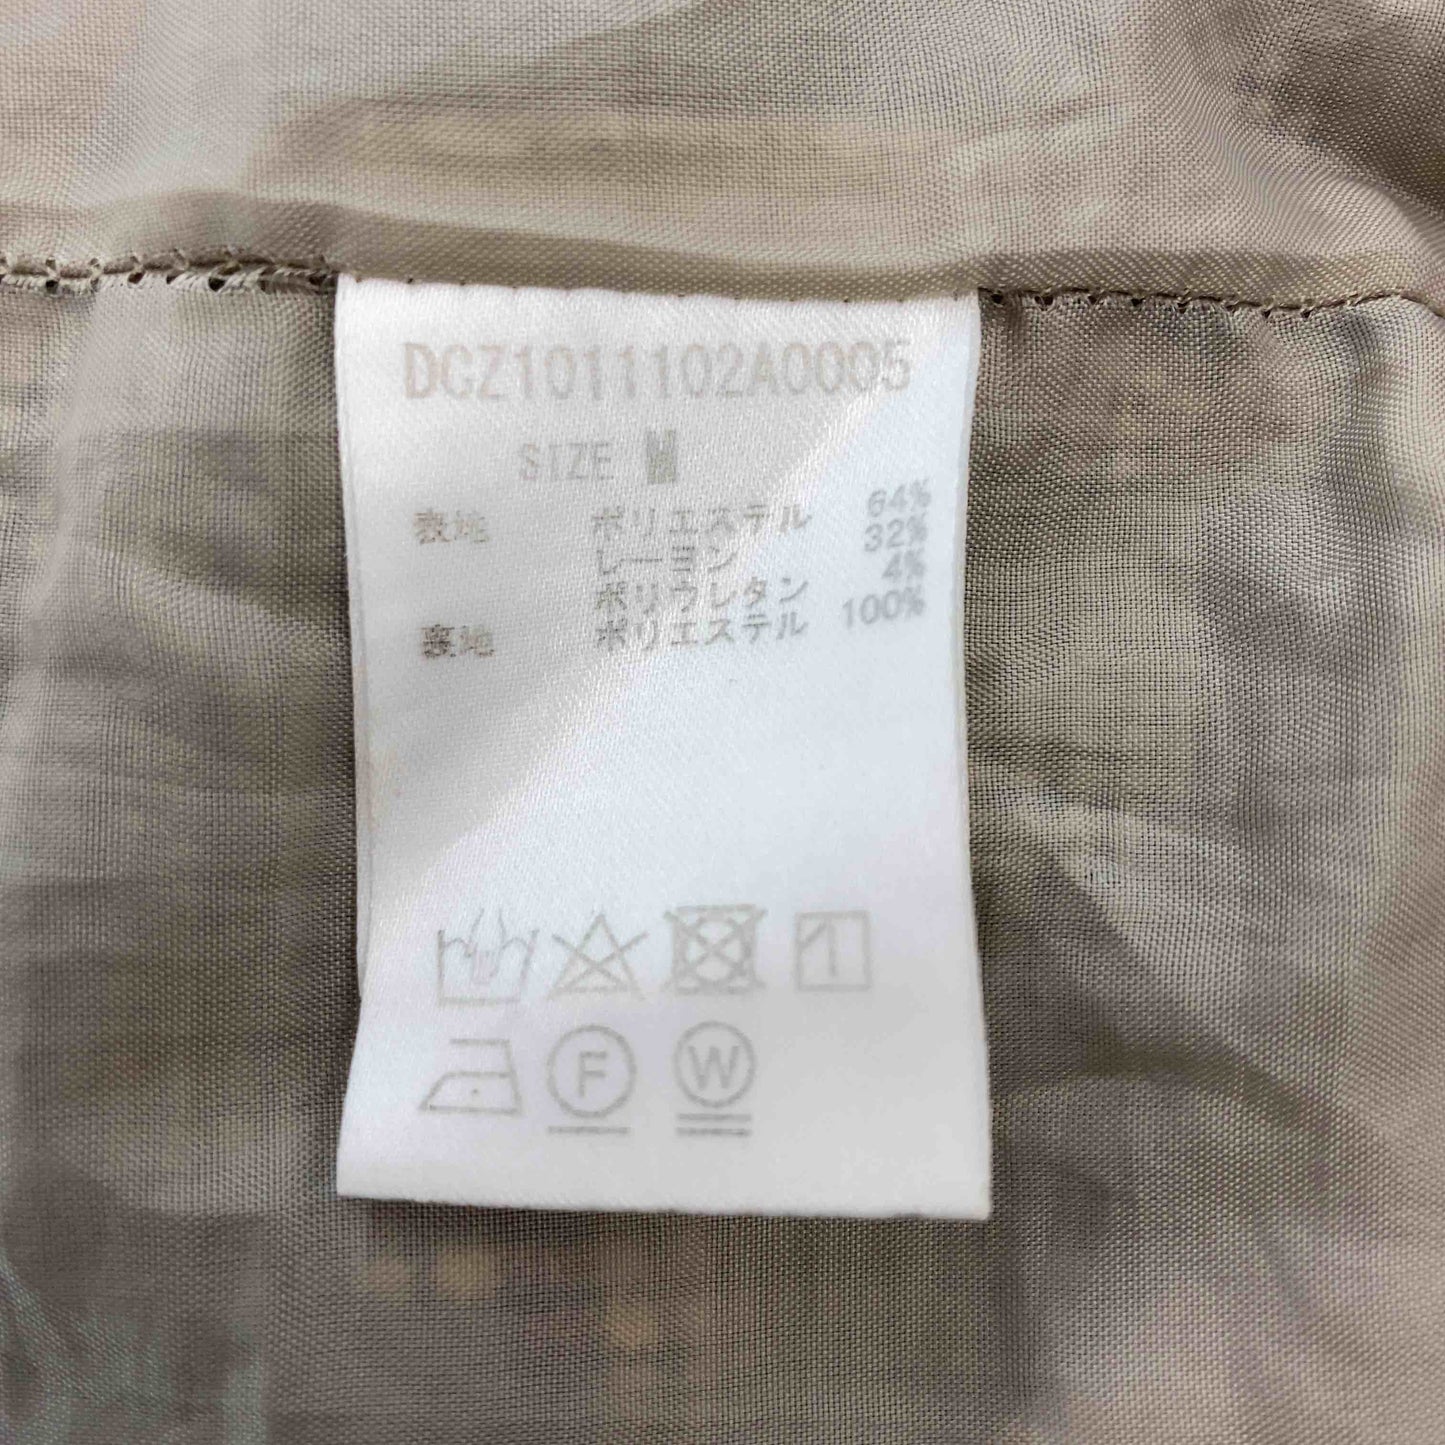 DCZ1011102A0005
SIZE M
表地 ポリエステル 64%
レーヨン 32%
ポリウレタン 4%
裏地 ポリエステル 100%
F W